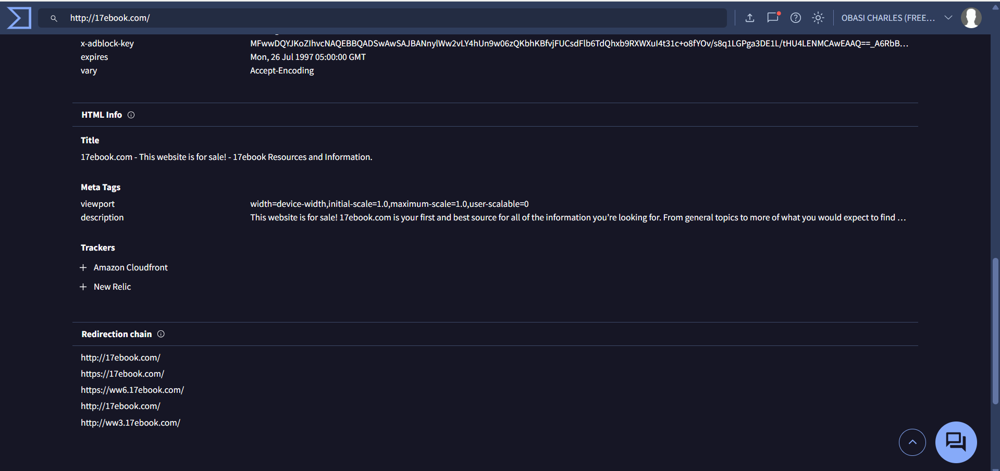 http://17ebook.com/
OBASI CHARLES (FREE...
x-adblock-key MFwwDQYJKoZIhvcNAQEBBQADSwAwSAJBANnylWw2vLY4hUn9w06zQKbhKBfvjFUCsdFlb6TdQhxb9RXWXuI4t31c+o8fYOv/s8q1LGPga3DE1L/tHU4LENMCAwEAAQ==_A6RbB...
expires Mon, 26 Jul 1997 05:00:00 GMT
vary Accept-Encoding
HTML Info
Title
17ebook.com - This website is for sale! - 17ebook Resources and Information.
Meta Tags
viewport width=device-width,initial-scale=1.0,maximum-scale=1.0,user-scalable=0
description This website is for sale! 17ebook.com is your first and best source for all of the information you’re looking for. From general topics to more of what you would expect to find ...
Trackers
+ Amazon Cloudfront
+ New Relic
Redirection chain
http://17ebook.com/
https://17ebook.com/
https://ww6.17ebook.com/
http://17ebook.com/
http://ww3.17ebook.com/